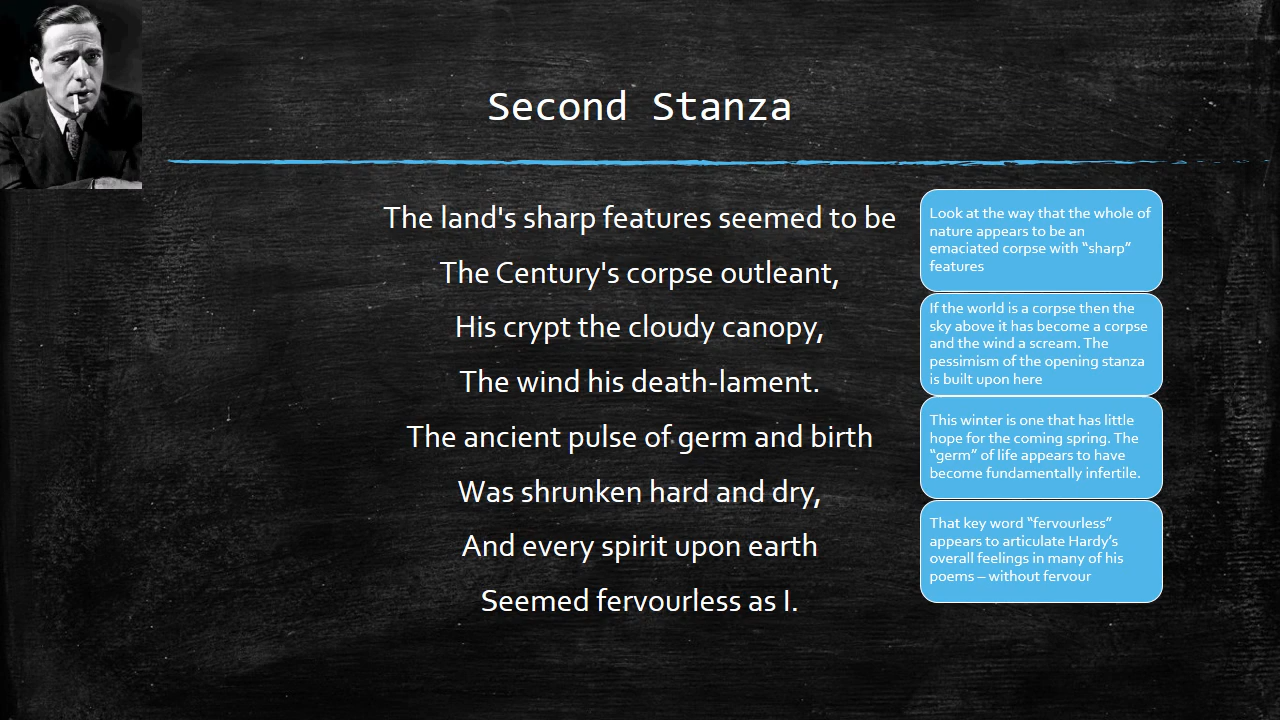 Second Stanza
The land's sharp features seemed to be
The Century's corpse outleant,
His crypt the cloudy canopy,
The wind his death-lament.
The ancient pulse of germ and birth
Was shrunken hard and dry,
And every spirit upon earth
Seemed fervourless as I.
Look at the way that the whole of
nature appears to be an
emaciated corpse with “sharp”
features
If the world is a corpse then the
sky above it has become a corpse
and the wind a scream. The
pessimism of the opening stanza
is built upon here
This winter is one that has little
hope for the coming spring. The
“germ” of life appears to have
become fundamentally infertile.
That key word “fervourless”
appears to articulate Hardy’s
overall feelings in many of his
poems – without fervour